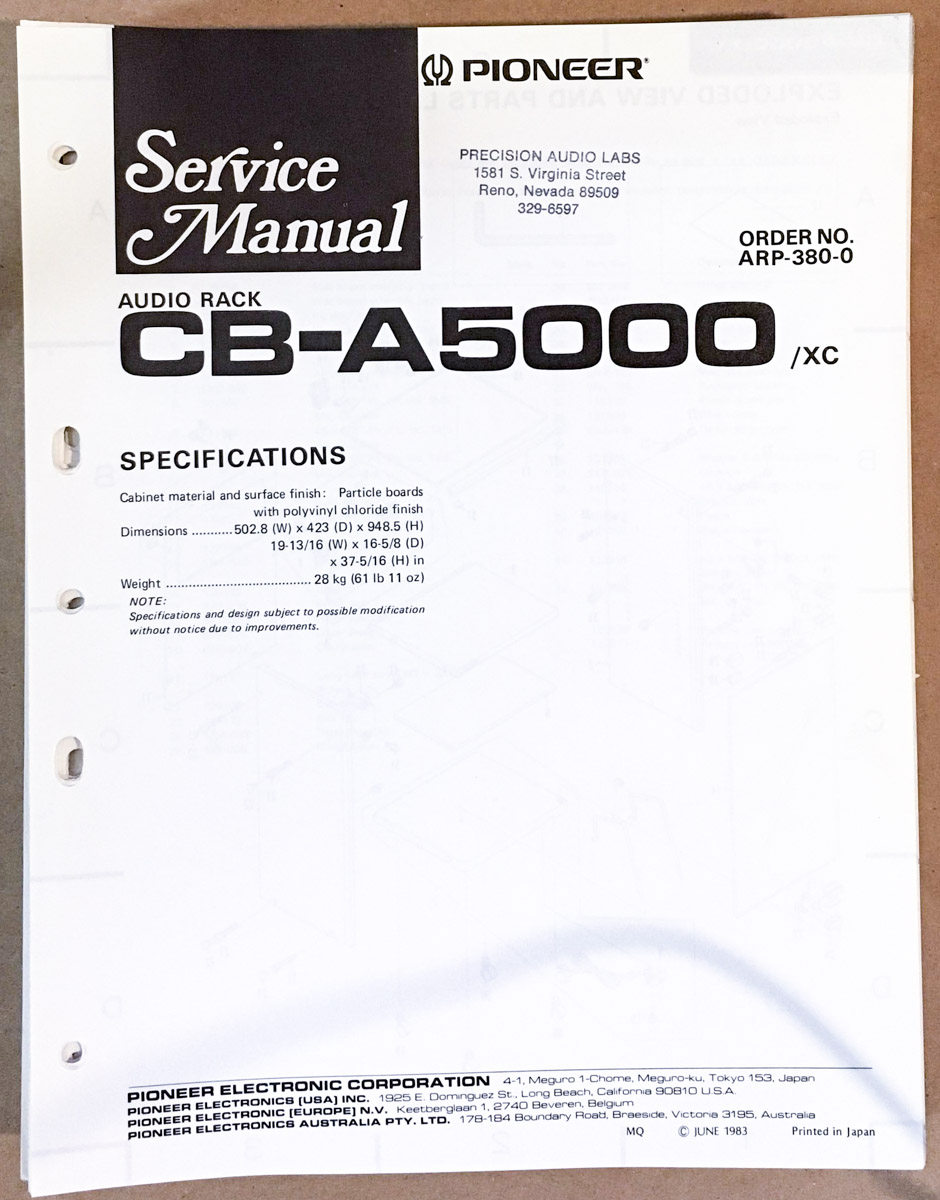 PIONEER
Service
Manual
PRECISION AUDIO LABS
1581 S. Virginia Street
Reno, Nevada 89509
329-6597
ORDER NO.
ARP-380-0
AUDIO RACK
CB-A5000 /XC
SPECIFICATIONS
Cabinet material and surface finish: Particle boards
with polyvinyl chloride finish
Dimensions ...........502.8 (W) x 423 (D) x 948.5 (H)
19-13/16 (W) x 16-5/8 (D)
x 37-5/16 (H) in
Weight ...................................... 28 kg (61 lb 11 oz)
NOTE:
Specifications and design subject to possible modification
without notice due to improvements.
PIONEER ELECTRONIC CORPORATION 4-1, Meguro 1-Chome, Meguro-ku, Tokyo 153, Japan
PIONEER ELECTRONICS [USA] INC. 1925 E. Dominguez St., Long Beach, California 90810 U.S.A.
PIONEER ELECTRONIC [EUROPE] N.V. Keetberglaan 1, 2740 Beveren, Belgium
PIONEER ELECTRONICS AUSTRALIA PTY. LTD. 178-184 Boundary Road, Braeside, Victoria 3195, Australia
MQ © JUNE 1983 Printed in Japan